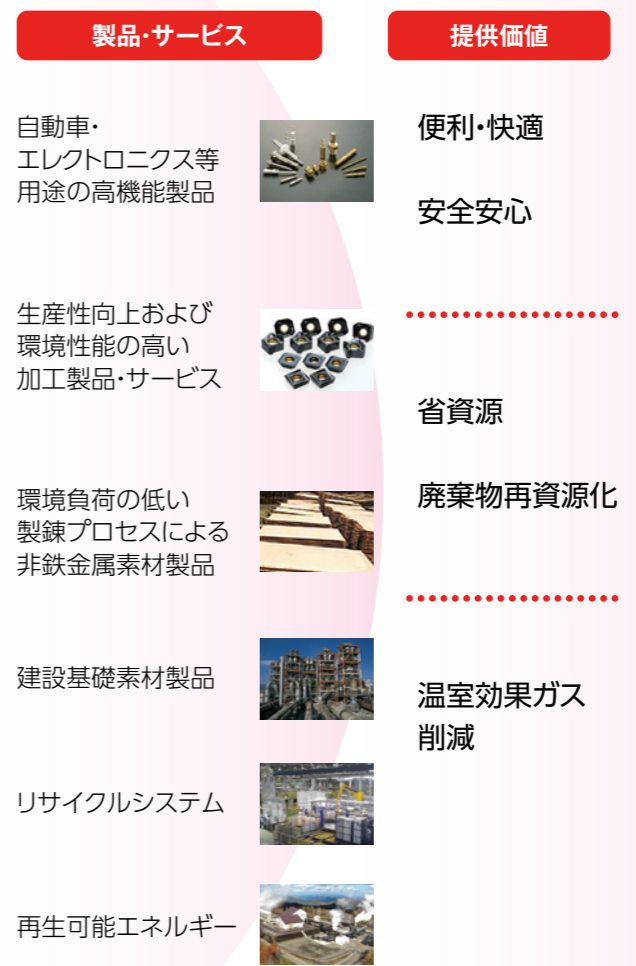 製品・サービス
自動車・
エレクトロニクス等
用途の高機能製品
生産性向上および
環境性能の高い
加工製品・サービス
環境負荷の低い
製錬プロセスによる
非鉄金属素材製品
建設基礎素材製品
リサイクルシステム
再生可能エネルギー
提供価値
便利・快適
安全安心
省資源
廃棄物再資源化
温室効果ガス
削減